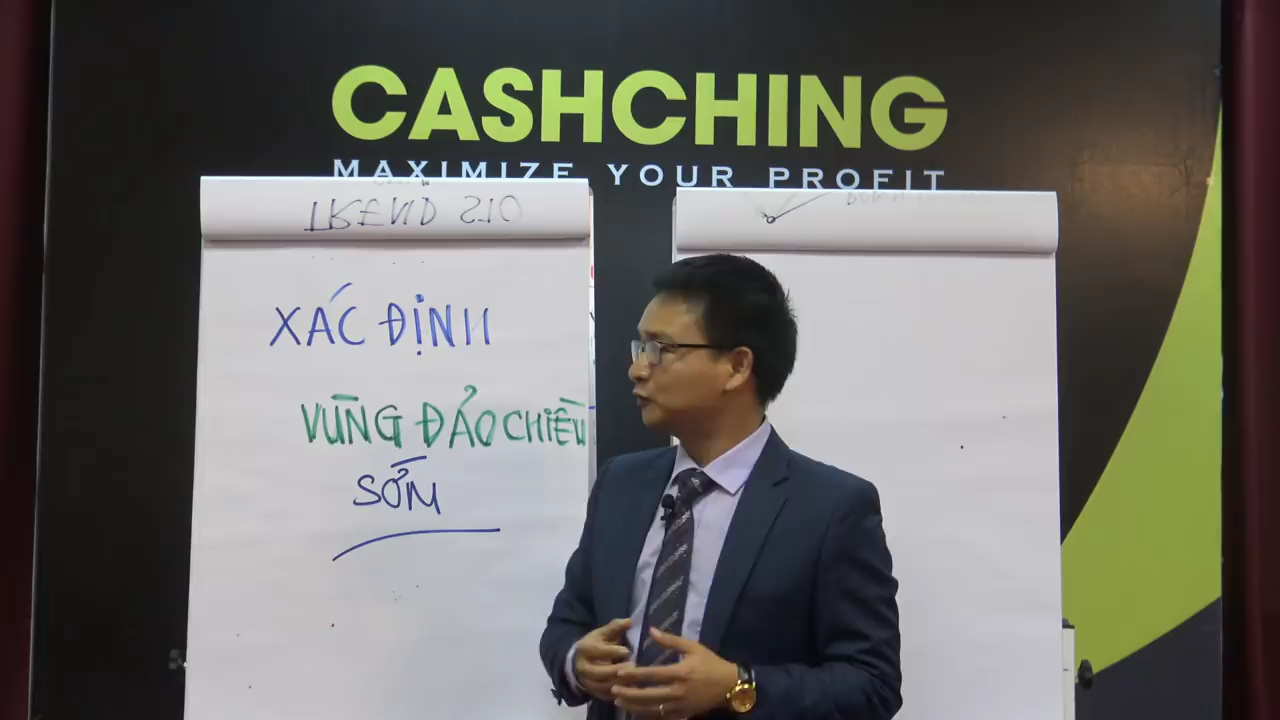 CASHCHING
MAXIMIZE YOUR PROFIT
TREND 210
XÁC ĐỊNH
VÙNG ĐẢO CHIỀU
SỚM